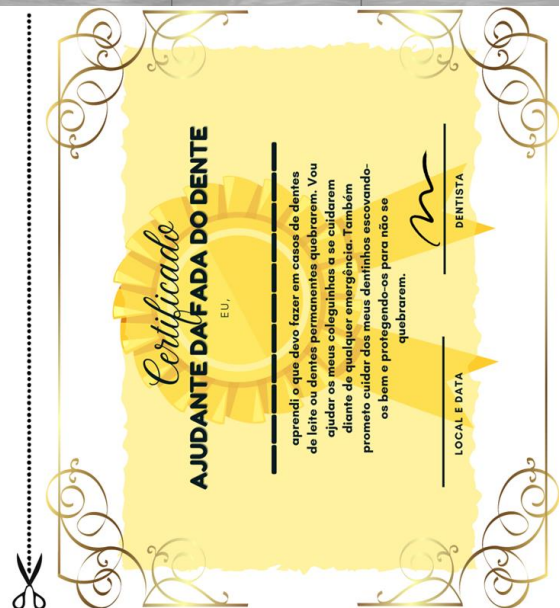 Certificado
AJUDANTE DA FADA DO DENTE
EU,
aprendi o que devo fazer em casos de dentes
de leite ou dentes permanentes quebrarem. Vou
ajudar os meus coleguinhas a se cuidarem
diante de qualquer emergência. Também
prometo cuidar dos meus dentinhos escovando-
os bem e protegendo-os para não se
quebrarem.
LOCAL E DATA
DENTISTA